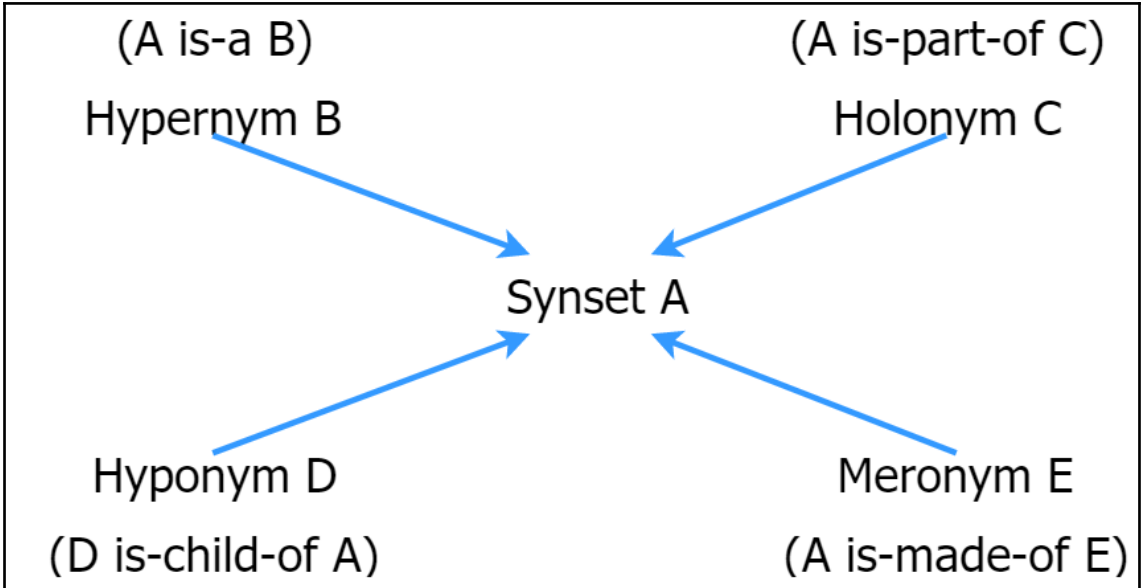 (A is-a B)
(A is-part-of C)
Hypernym B
Holonym C
Synset A
Hyponym D
Meronym E
(D is-child-of A)
(A is-made-of E)